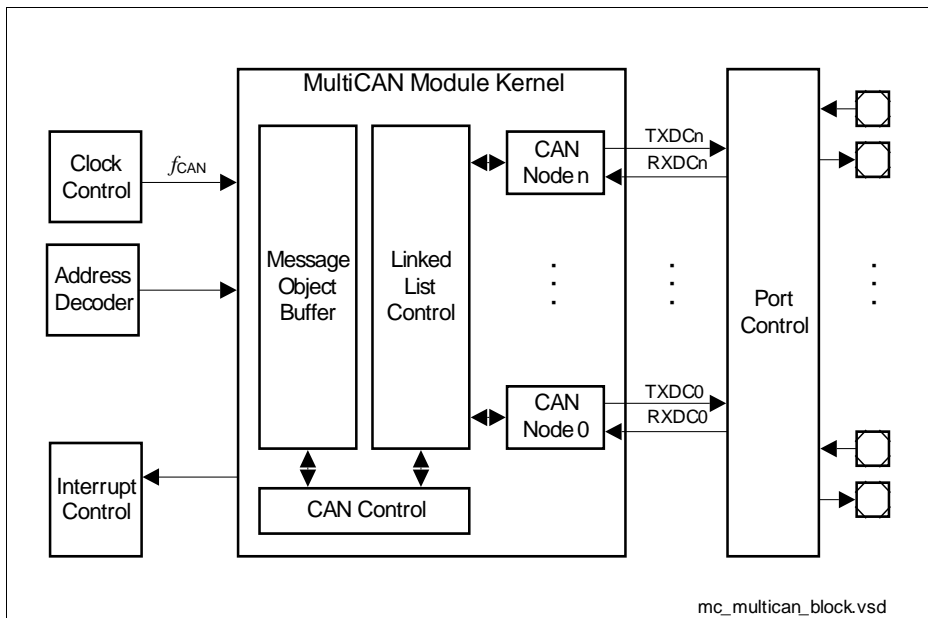 MultiCAN Module Kernel
Clock
Control
fCAN
Address
Decoder
Interrupt
Control
Message
Object
Buffer
Linked
List
Control
CAN Control
CAN
Node n
CAN
Node 0
TXDCn
RXDCn
TXDC0
RXDC0
Port
Control
mc_multican_block.vsd